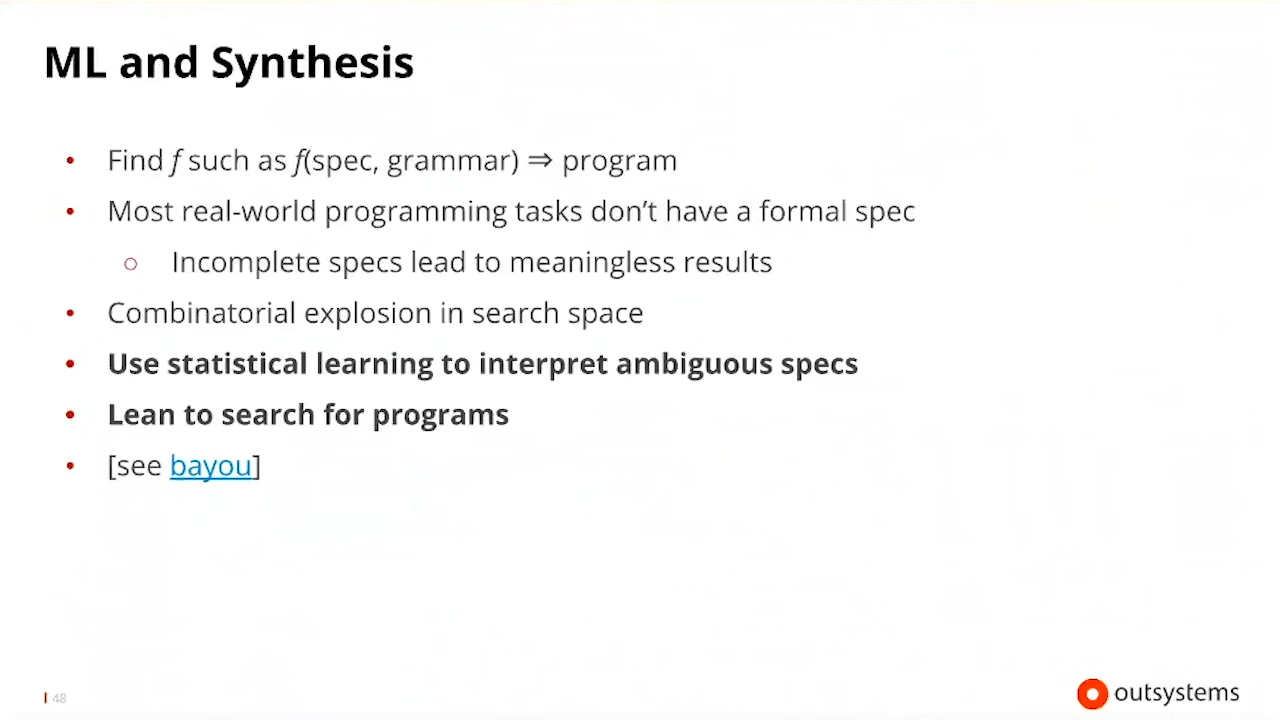 ML and Synthesis
• Find f such as f(spec, grammar) ⇒ program
• Most real-world programming tasks don't have a formal spec
○ Incomplete specs lead to meaningless results
• Combinatorial explosion in search space
• Use statistical learning to interpret ambiguous specs
• Lean to search for programs
• [see bayou]
48
outsystems